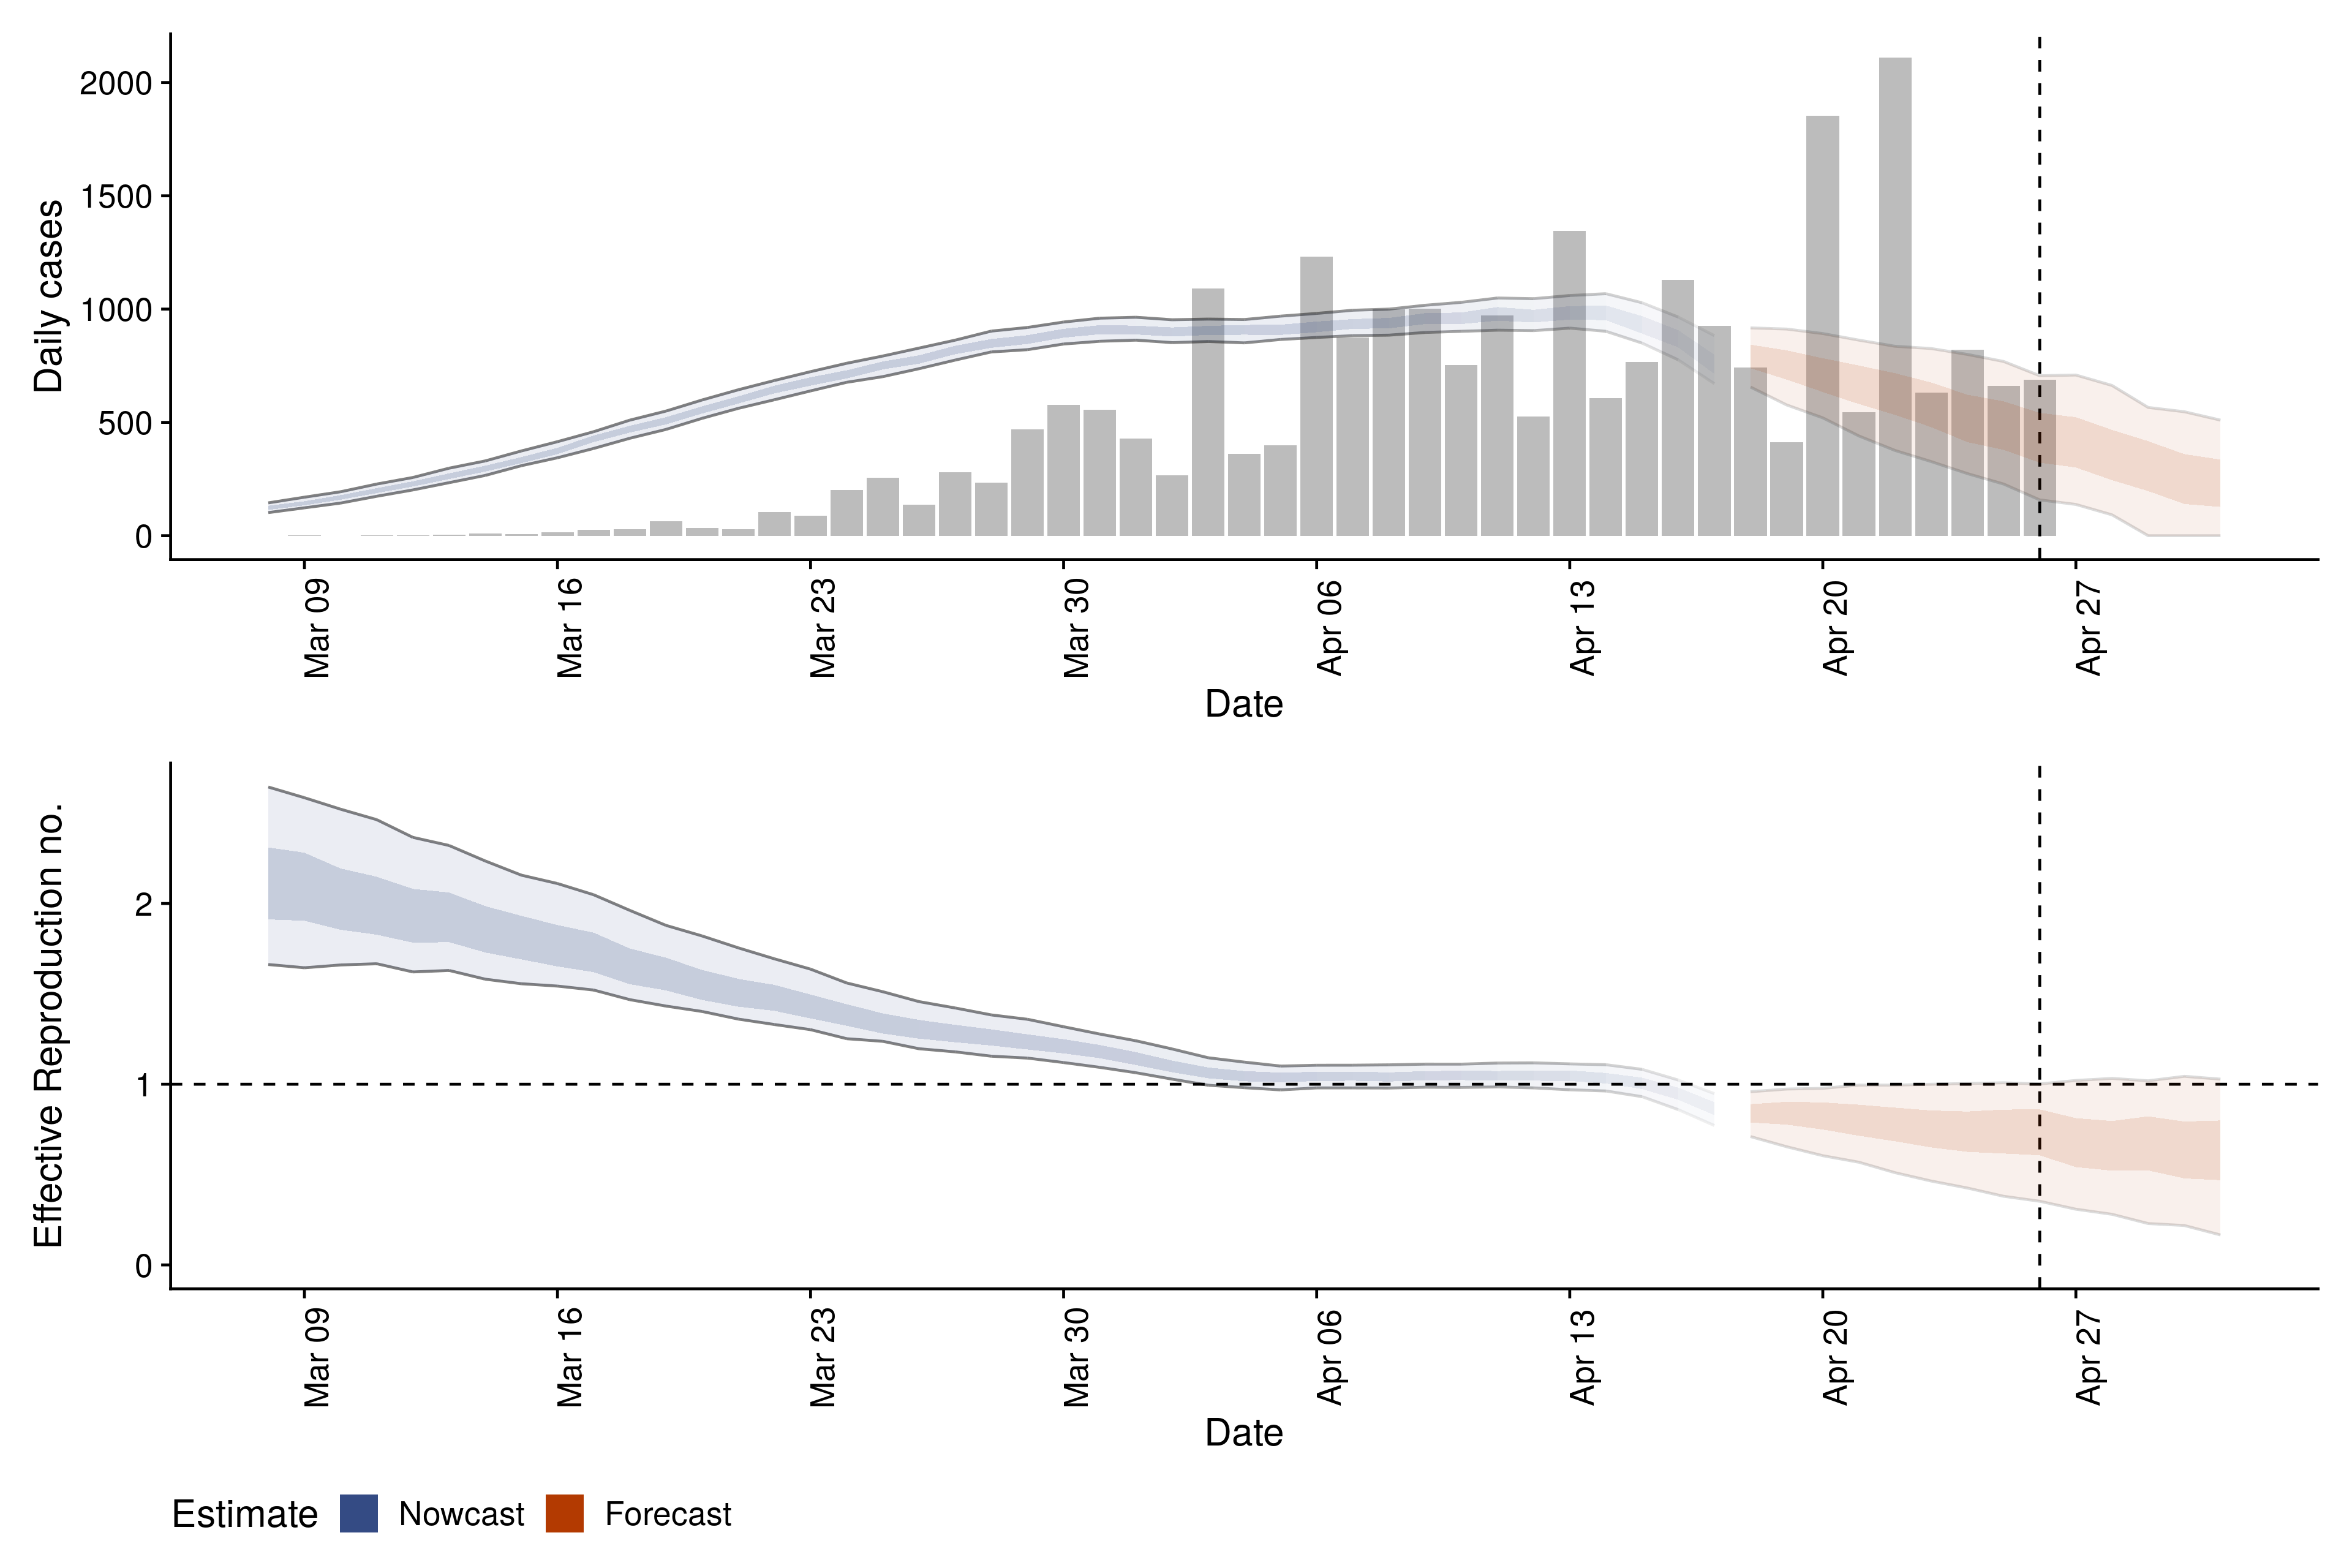 Daily cases
2000
1500
1000
500
0
Mar 09
Mar 16
Mar 23
Mar 30
Apr 06
Apr 13
Apr 20
Apr 27
Date
Effective Reproduction no.
2
1
0
Mar 09
Mar 16
Mar 23
Mar 30
Apr 06
Apr 13
Apr 20
Apr 27
Date
Estimate Nowcast Forecast